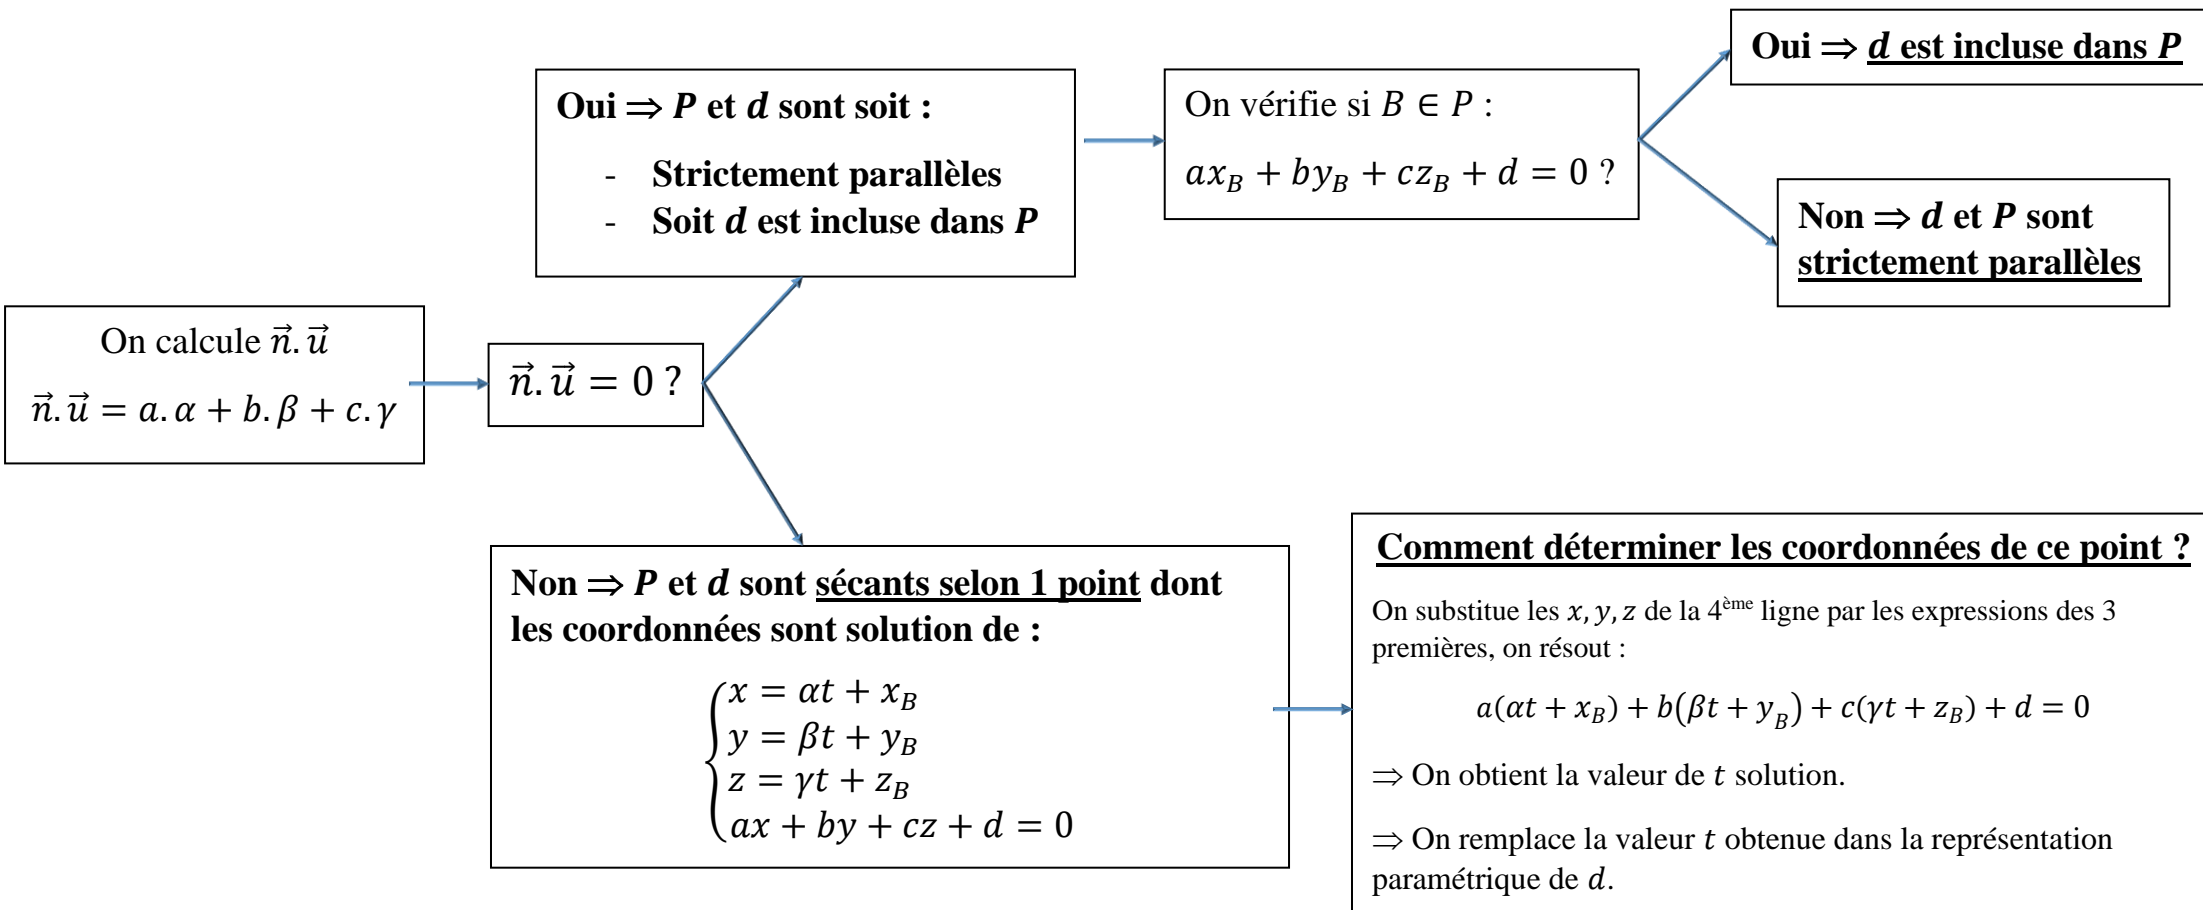 On calcule n⃗. u⃗
n⃗. u⃗ = a. α + b. β + c. γ
n⃗. u⃗ = 0 ?
Oui ⇒ P et d sont soit :
- Strictement parallèles
- Soit d est incluse dans P
On vérifie si B ∈ P :
ax_B + by_B + cz_B + d = 0 ?
Oui ⇒ d est incluse dans P
Non ⇒ d et P sont
strictement parallèles
Non ⇒ P et d sont sécants selon 1 point dont
les coordonnées sont solution de :
x = αt + x_B
y = βt + y_B
z = γt + z_B
ax + by + cz + d = 0
Comment déterminer les coordonnées de ce point ?
On substitue les x, y, z de la 4ème ligne par les expressions des 3
premières, on résout :
a(αt + x_B) + b(βt + y_B) + c(γt + z_B) + d = 0
⇒ On obtient la valeur de t solution.
⇒ On remplace la valeur t obtenue dans la représentation
paramétrique de d.